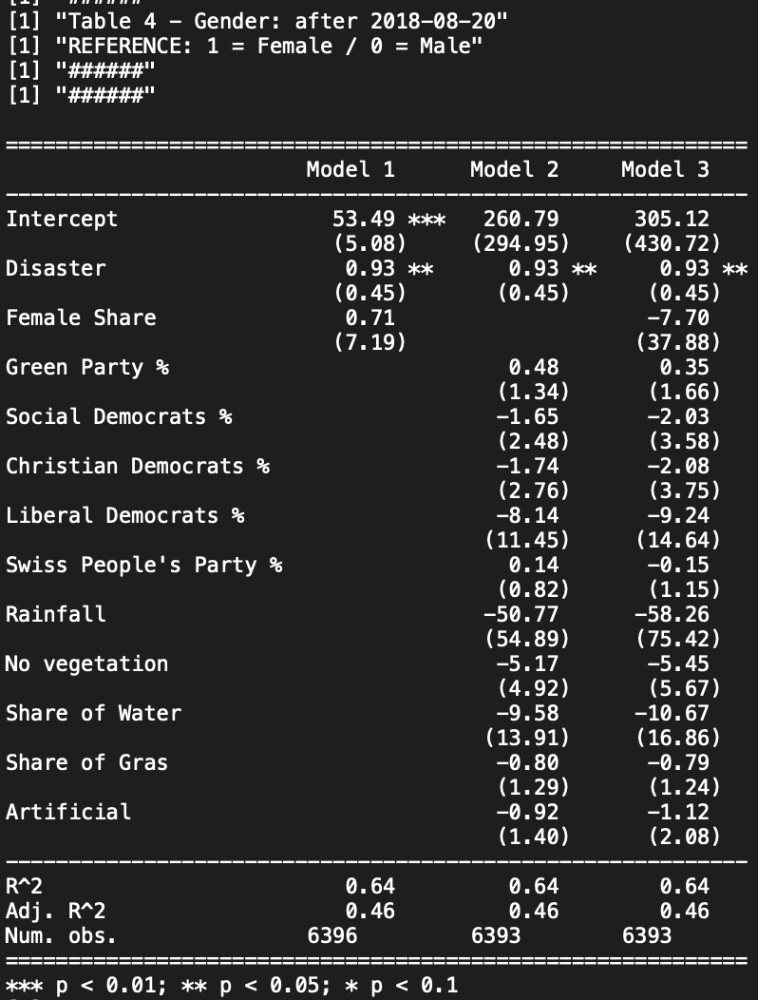 [1] "######"
[1] "Table 4 – Gender: after 2018-08-20"
[1] "REFERENCE: 1 = Female / 0 = Male"
[1] "######"
[1] "######"
===========================================================
                        Model 1      Model 2     Model 3
-----------------------------------------------------------
Intercept                 53.49 ***   260.79      305.12
                          (5.08)     (294.95)    (430.72)
Disaster                   0.93 **      0.93 **     0.93 **
                          (0.45)       (0.45)      (0.45)
Female Share               0.71                    -7.70
                          (7.19)                  (37.88)
Green Party %                           0.48        0.35
                                       (1.34)      (1.66)
Social Democrats %                     -1.65       -2.03
                                       (2.48)      (3.58)
Christian Democrats %                  -1.74       -2.08
                                       (2.76)      (3.75)
Liberal Democrats %                    -8.14       -9.24
                                      (11.45)     (14.64)
Swiss People's Party %                  0.14       -0.15
                                       (0.82)      (1.15)
Rainfall                              -50.77      -58.26
                                      (54.89)     (75.42)
No vegetation                          -5.17       -5.45
                                       (4.92)      (5.67)
Share of Water                         -9.58      -10.67
                                      (13.91)     (16.86)
Share of Gras                          -0.80       -0.79
                                       (1.29)      (1.24)
Artificial                             -0.92       -1.12
                                       (1.40)      (2.08)
-----------------------------------------------------------
R^2                        0.64         0.64        0.64
Adj. R^2                   0.46         0.46        0.46
Num. obs.               6396         6393        6393
===========================================================
*** p < 0.01; ** p < 0.05; * p < 0.1